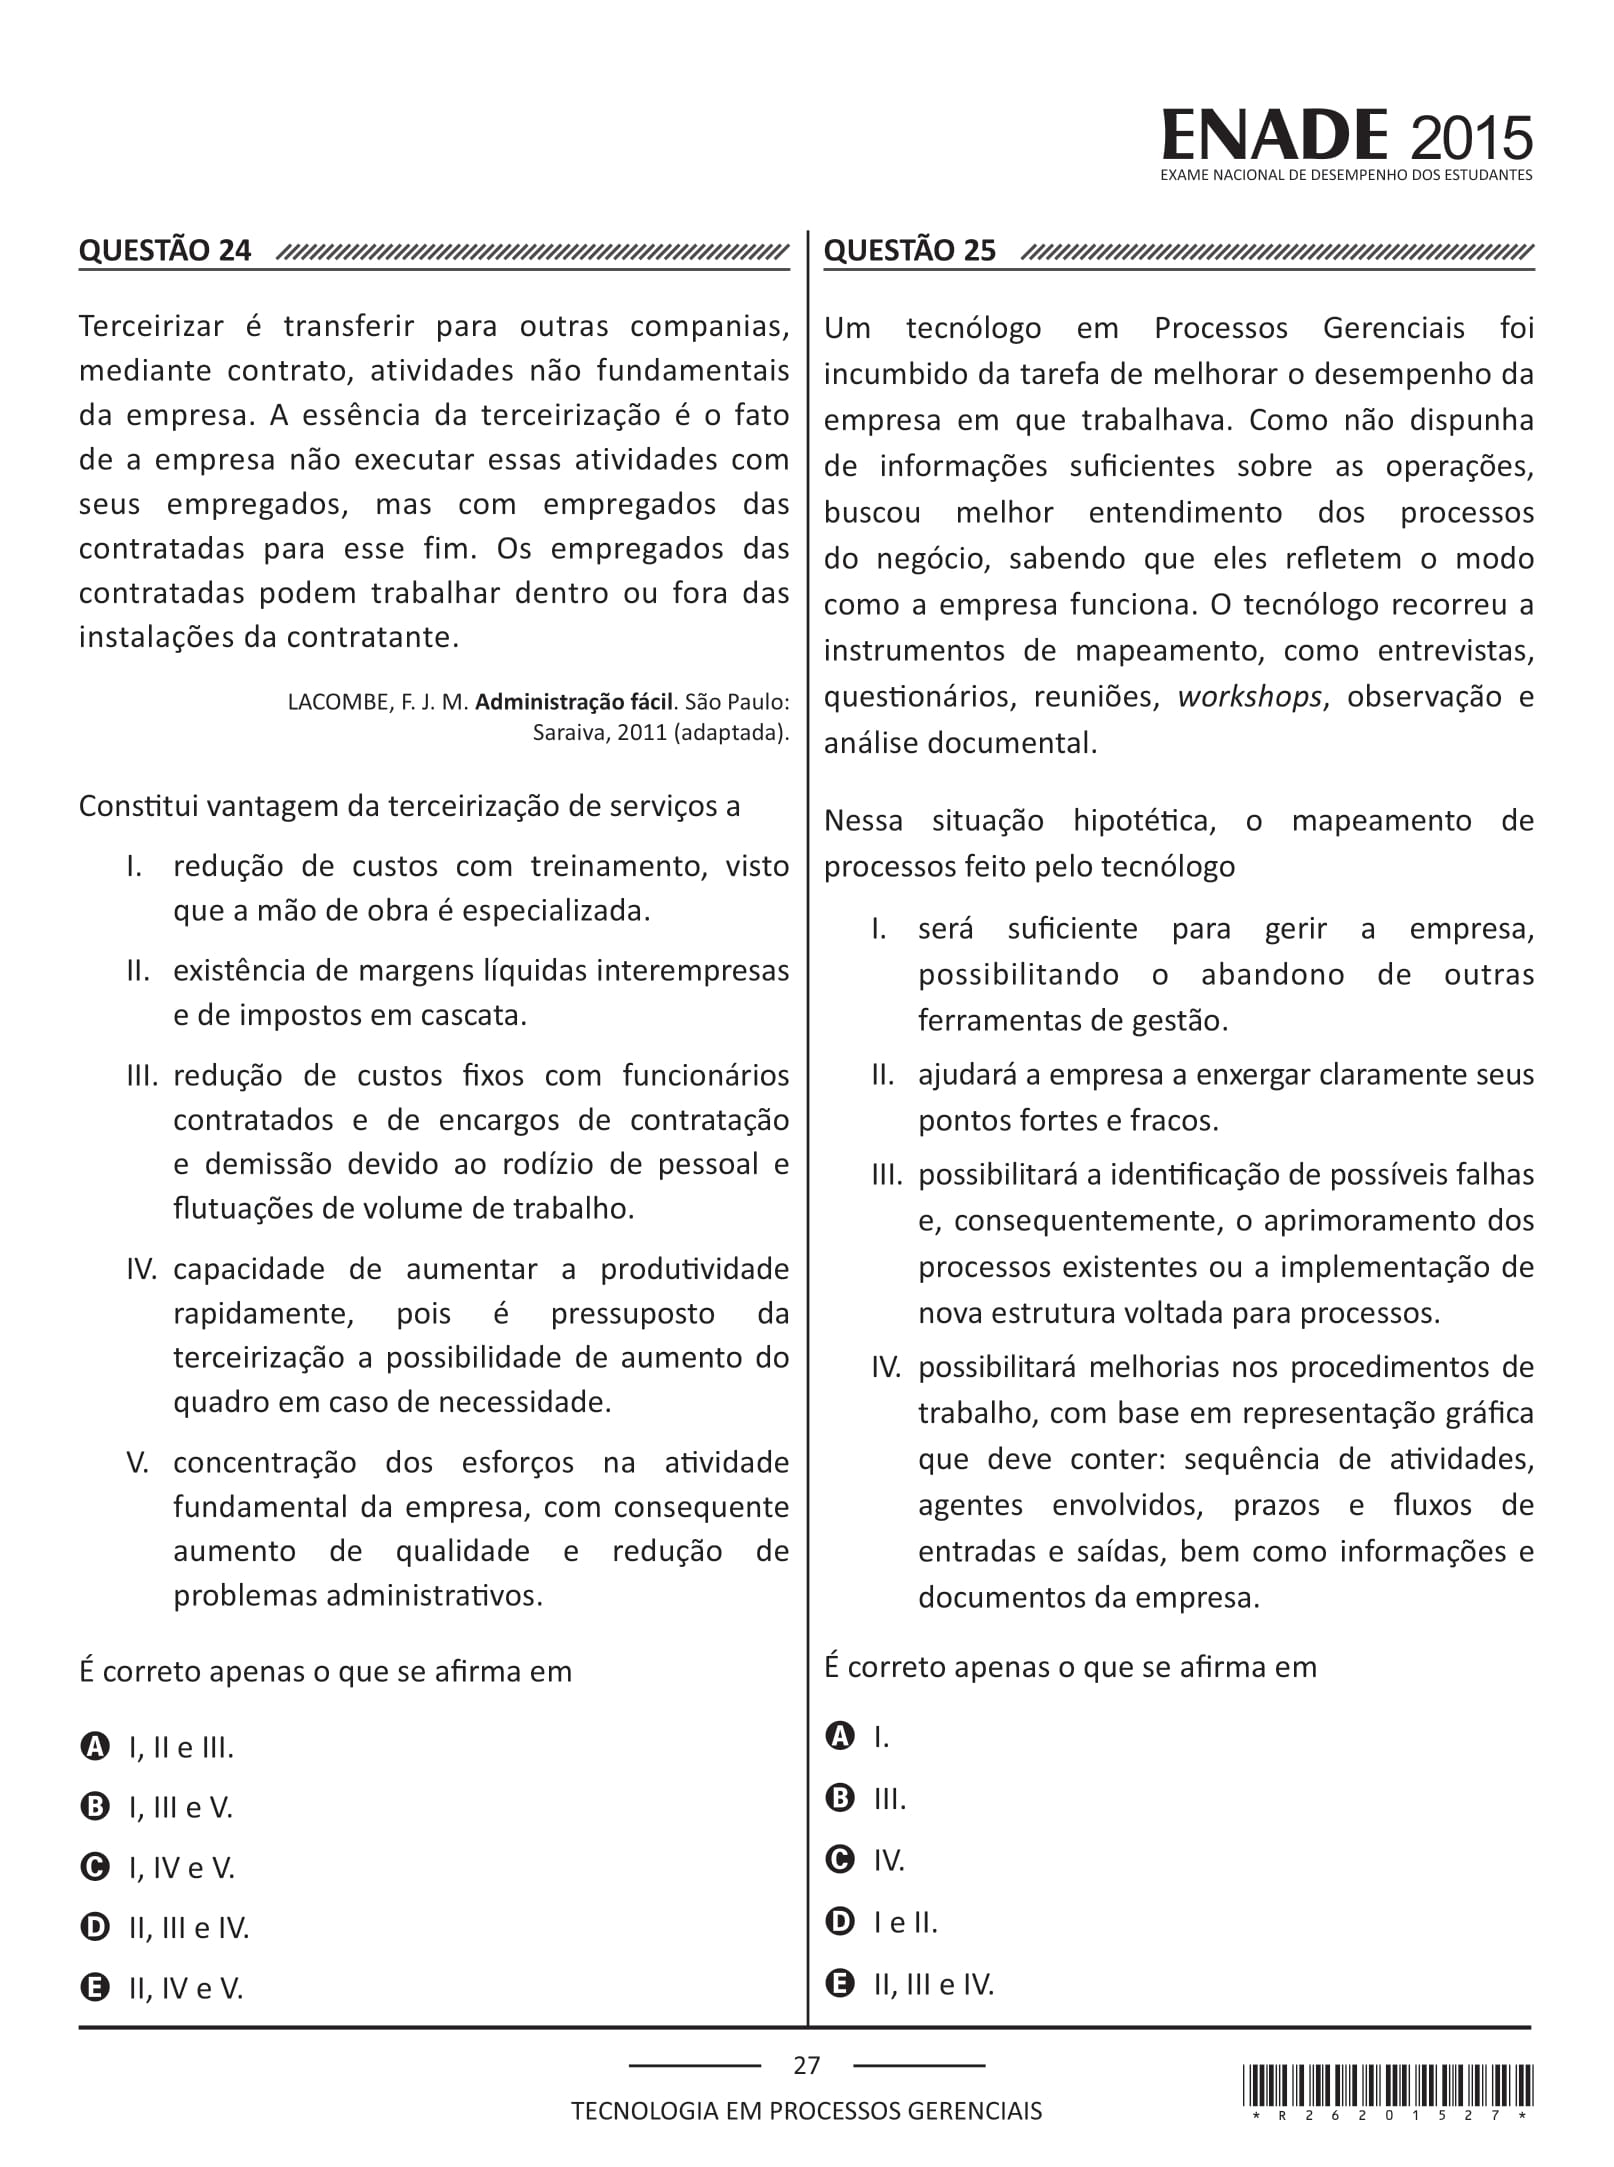 ENADE 2015
EXAME NACIONAL DE DESEMPENHO DOS ESTUDANTES
QUESTÃO 24
Terceirizar é transferir para outras companias,
mediante contrato, atividades não fundamentais
da empresa. A essência da terceirização é o fato
de a empresa não executar essas atividades com
seus empregados, mas com empregados das
contratadas para esse fim. Os empregados das
contratadas podem trabalhar dentro ou fora das
instalações da contratante.
LACOMBE, F. J. M. Administração fácil. São Paulo:
Saraiva, 2011 (adaptada).
Constitui vantagem da terceirização de serviços a
I. redução de custos com treinamento, visto
que a mão de obra é especializada.
II. existência de margens líquidas interempresas
e de impostos em cascata.
III. redução de custos fixos com funcionários
contratados e de encargos de contratação
e demissão devido ao rodízio de pessoal e
flutuações de volume de trabalho.
IV. capacidade de aumentar a produtividade
rapidamente, pois é pressuposto da
terceirização a possibilidade de aumento do
quadro em caso de necessidade.
V. concentração dos esforços na atividade
fundamental da empresa, com consequente
aumento de qualidade e redução de
problemas administrativos.
É correto apenas o que se afirma em
A I, II e III.
B I, III e V.
C I, IV e V.
D II, III e IV.
E II, IV e V.
QUESTÃO 25
Um tecnólogo em Processos Gerenciais foi
incumbido da tarefa de melhorar o desempenho da
empresa em que trabalhava. Como não dispunha
de informações suficientes sobre as operações,
buscou melhor entendimento dos processos
do negócio, sabendo que eles refletem o modo
como a empresa funciona. O tecnólogo recorreu a
instrumentos de mapeamento, como entrevistas,
questionários, reuniões, workshops, observação e
análise documental.
Nessa situação hipotética, o mapeamento de
processos feito pelo tecnólogo
I. será suficiente para gerir a empresa,
possibilitando o abandono de outras
ferramentas de gestão.
II. ajudará a empresa a enxergar claramente seus
pontos fortes e fracos.
III. possibilitará a identificação de possíveis falhas
e, consequentemente, o aprimoramento dos
processos existentes ou a implementação de
nova estrutura voltada para processos.
IV. possibilitará melhorias nos procedimentos de
trabalho, com base em representação gráfica
que deve conter: sequência de atividades,
agentes envolvidos, prazos e fluxos de
entradas e saídas, bem como informações e
documentos da empresa.
É correto apenas o que se afirma em
A I.
B III.
C IV.
D I e II.
E II, III e IV.
27
TECNOLOGIA EM PROCESSOS GERENCIAIS
* R 2 6 2 0 1 5 2 7 *